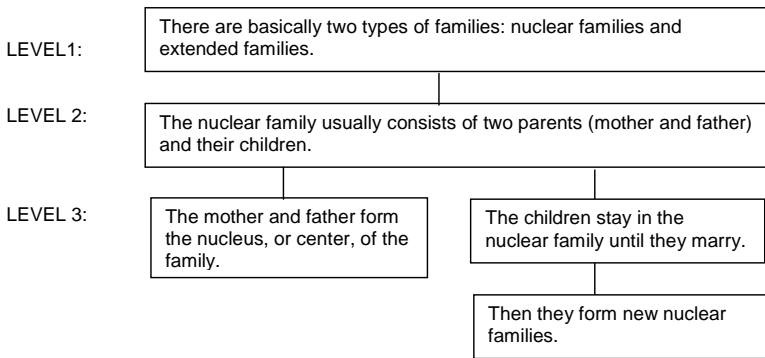 LEVEL1:
There are basically two types of families: nuclear families and
extended families.
LEVEL 2:
The nuclear family usually consists of two parents (mother and father)
and their children.
LEVEL 3:
The mother and father form
the nucleus, or center, of the
family.
The children stay in the
nuclear family until they marry.
Then they form new nuclear
families.